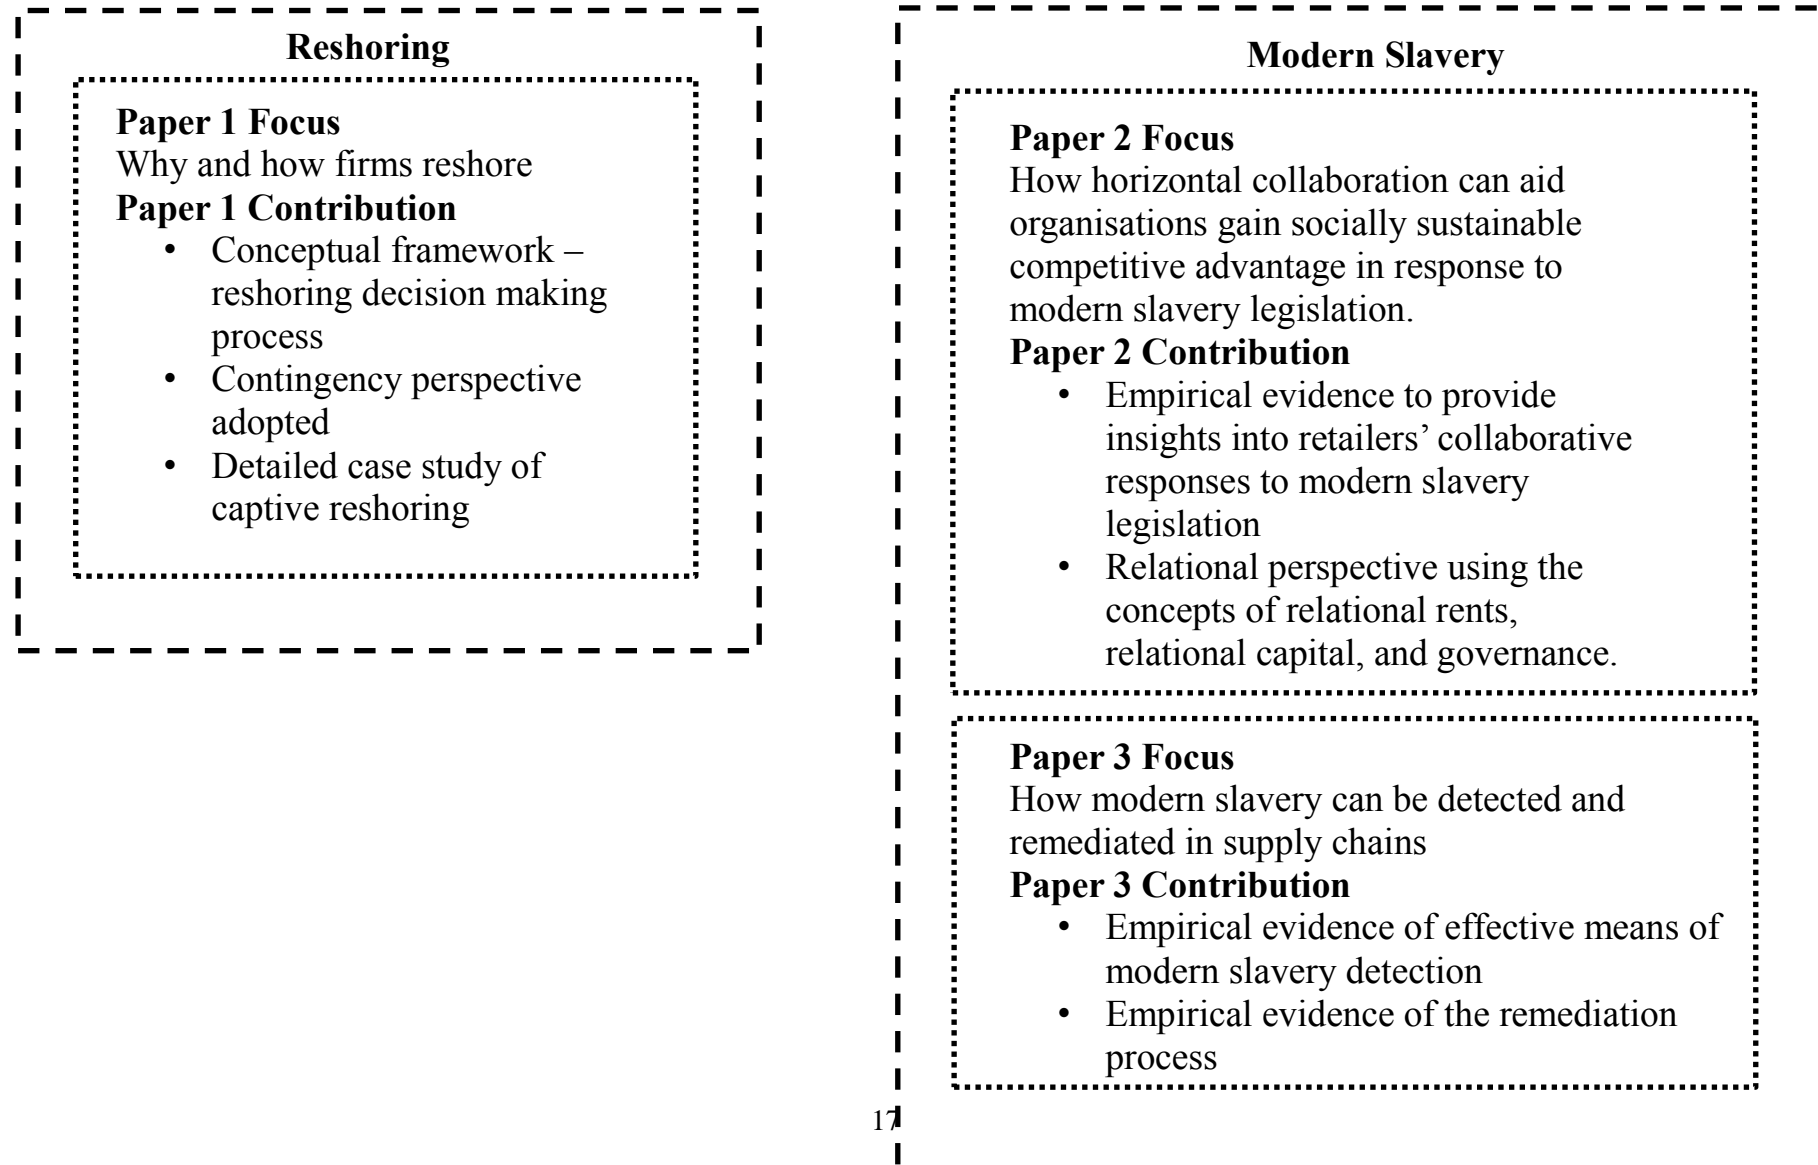 Reshoring
Paper 1 Focus
Why and how firms reshore
Paper 1 Contribution
• Conceptual framework –
reshoring decision making
process
• Contingency perspective
adopted
• Detailed case study of
captive reshoring
Modern Slavery
Paper 2 Focus
How horizontal collaboration can aid
organisations gain socially sustainable
competitive advantage in response to
modern slavery legislation.
Paper 2 Contribution
• Empirical evidence to provide
insights into retailers’ collaborative
responses to modern slavery
legislation
• Relational perspective using the
concepts of relational rents,
relational capital, and governance.
Paper 3 Focus
How modern slavery can be detected and
remediated in supply chains
Paper 3 Contribution
• Empirical evidence of effective means of
modern slavery detection
• Empirical evidence of the remediation
process
17